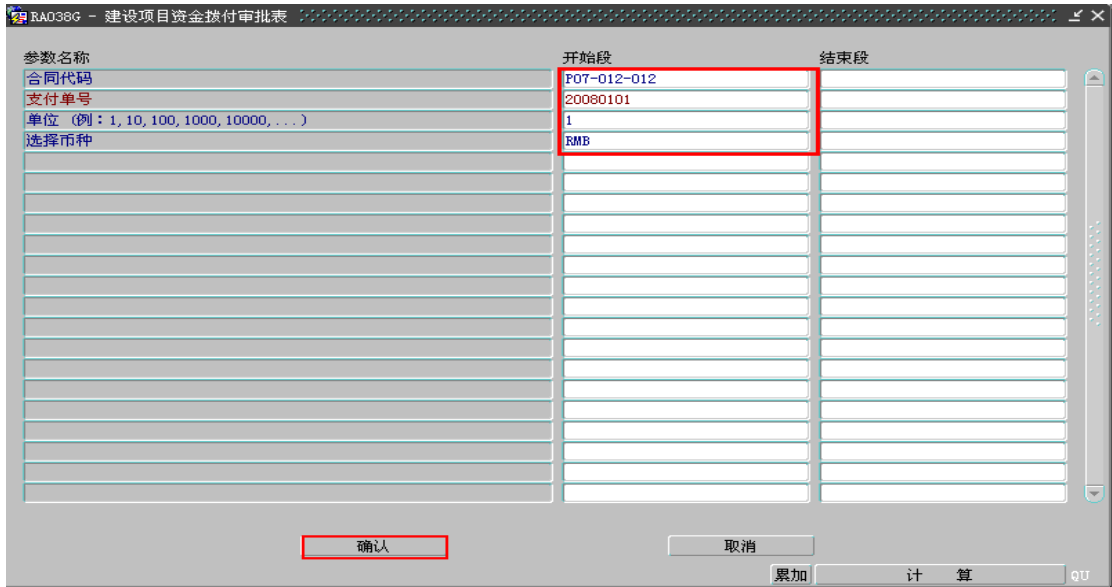 RA038G - 建设项目资金拨付审批表
参数名称 开始段 结束段
合同代码 P07-012-012
支付单号 20080101
单位 (例：1,10,100,1000,10000,...) 1
选择币种 RMB
确认 取消
累加 计 算 QU